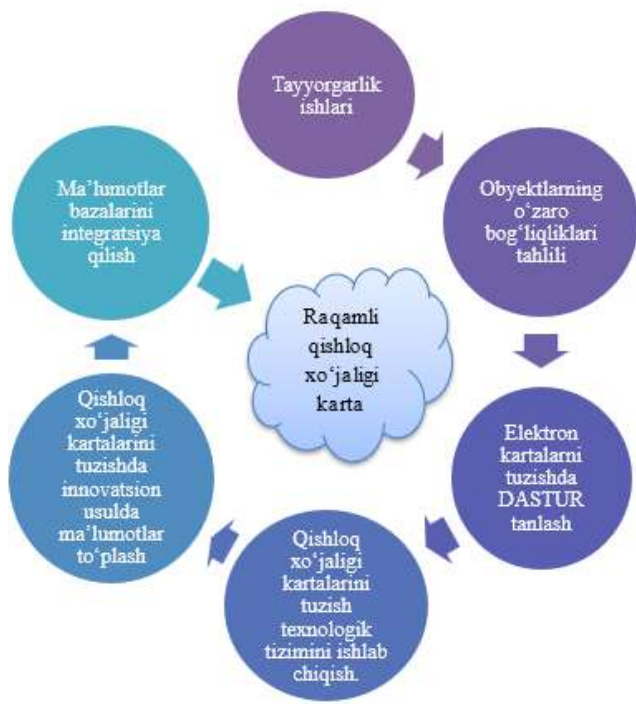 Tayyorgarlik
ishlari
Obyektlarning
o‘zaro
bog‘liqliklari
tahlili
Elektron
kartalarni
tuzishda
DASTUR
tanlash
Qishloq
xo‘jaligi
kartalarini
tuzish
texnologik
tizimini ishlab
chiqish.
Qishloq
xo‘jaligi
kartalarini
tuzishda
innovatsion
usulda
ma’lumotlar
to‘plash
Ma’lumotlar
bazalarini
integratsiya
qilish
Raqamli
qishloq
xo‘jaligi
karta